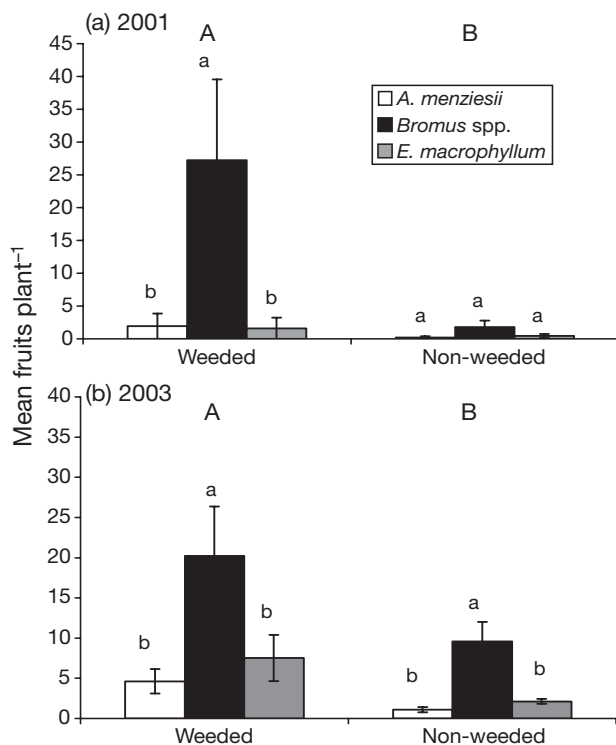 (a) 2001
A
B
45
40
35
30
25
20
15
10
5
0
a
b
b
a
a
a
A. menziesii
Bromus spp.
E. macrophyllum
Weeded
Non-weeded
Mean fruits plant⁻¹
(b) 2003
A
B
40
35
30
25
20
15
10
5
0
b
a
b
b
a
b
Weeded
Non-weeded